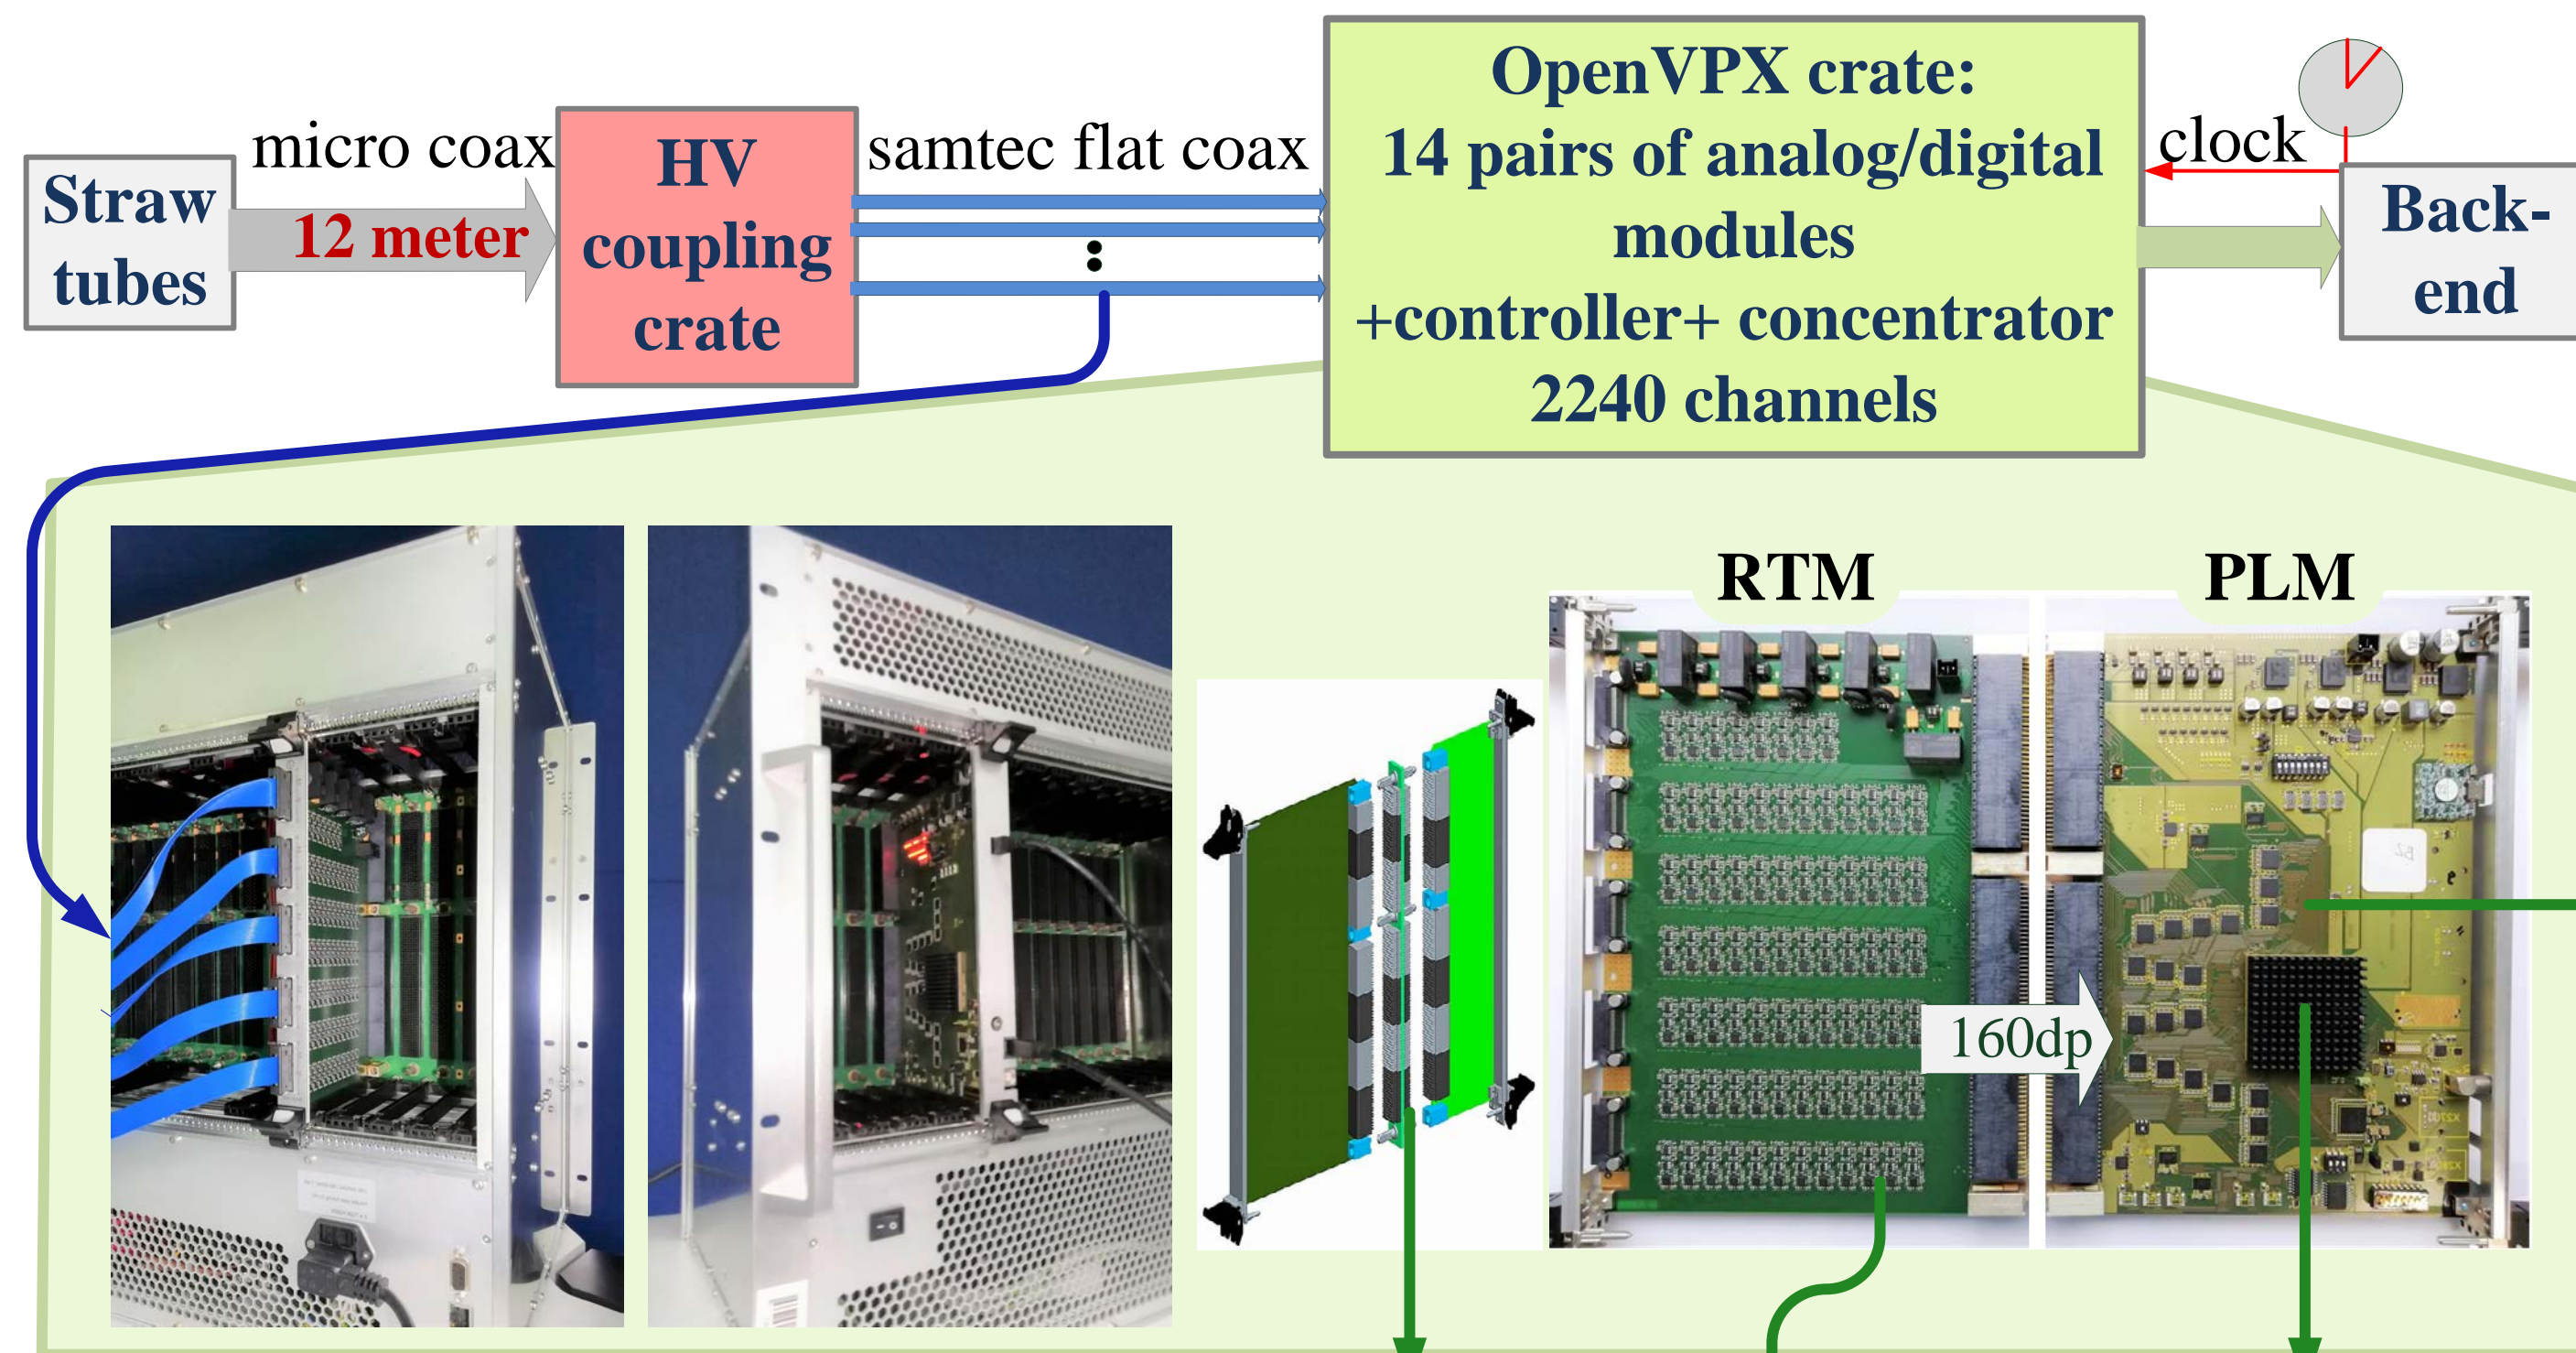 Straw
tubes
micro coax
12 meter
HV
coupling
crate
samtec flat coax
OpenVPX crate:
14 pairs of analog/digital
modules
+controller+ concentrator
2240 channels
clock
Back-
end
RTM
PLM
160dp